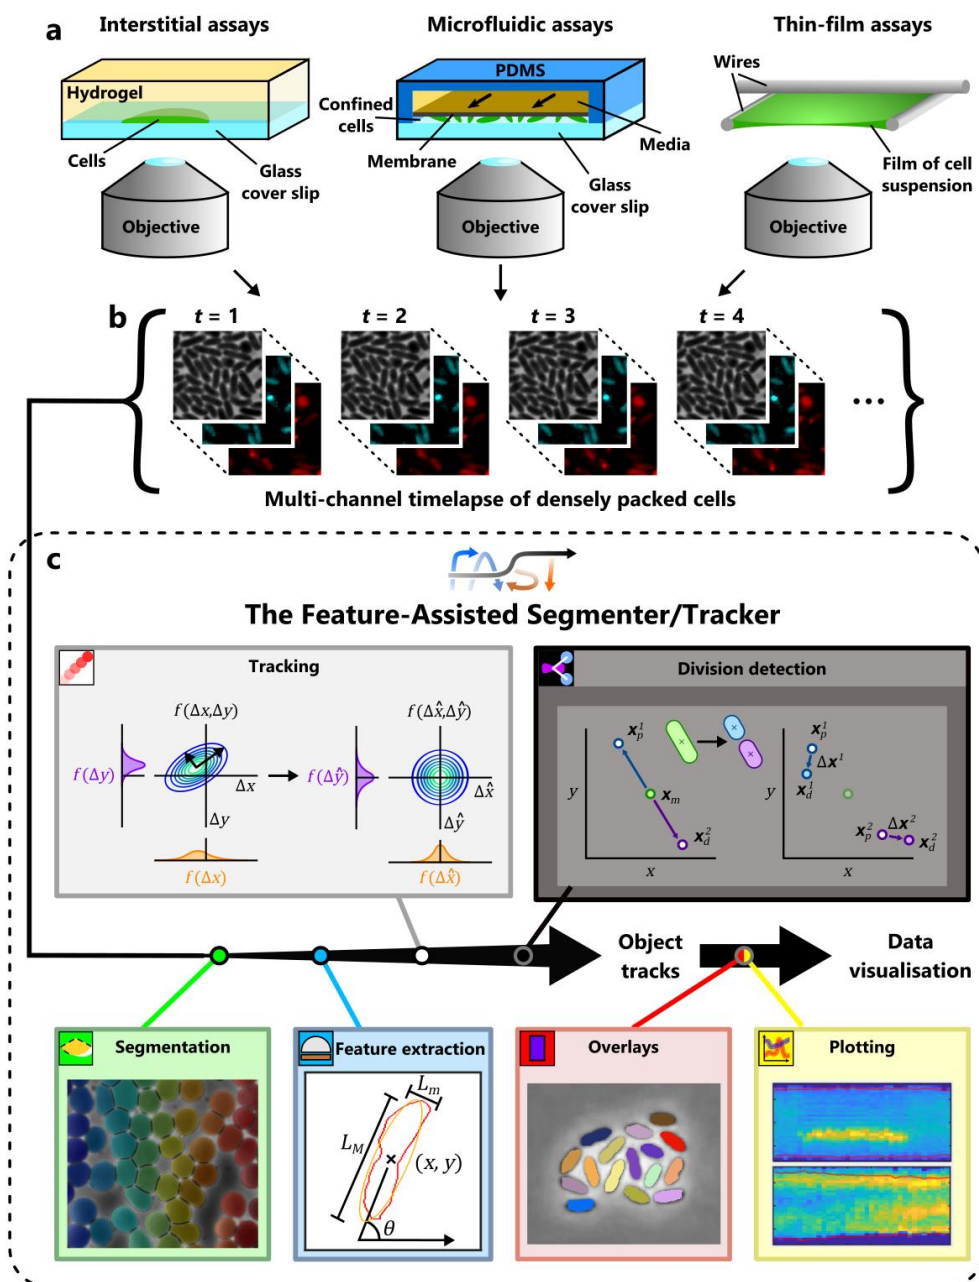 a
Interstitial assays
Microfluidic assays
Thin-film assays
Hydrogel
Cells
Glass
cover slip
Objective
PDMS
Confined
cells
Membrane
Media
Glass
cover slip
Objective
Wires
Film of cell
suspension
Objective
b
t = 1
t = 2
t = 3
t = 4
...
Multi-channel timelapse of densely packed cells
c
The Feature-Assisted Segmenter/Tracker
Tracking
f(Δx,Δy)
f(Δy)
Δx
Δy
f(Δx)
f(Δx̂,Δŷ)
f(Δŷ)
Δx̂
Δŷ
f(Δx̂)
Division detection
x_p^1
x_m
x_d^2
y
x
x_p^1
Δx^1
x_d^1
x_p^2
Δx^2
x_d^2
y
x
Object
tracks
Data
visualisation
Segmentation
Feature extraction
L_m
L_M
(x, y)
θ
Overlays
Plotting